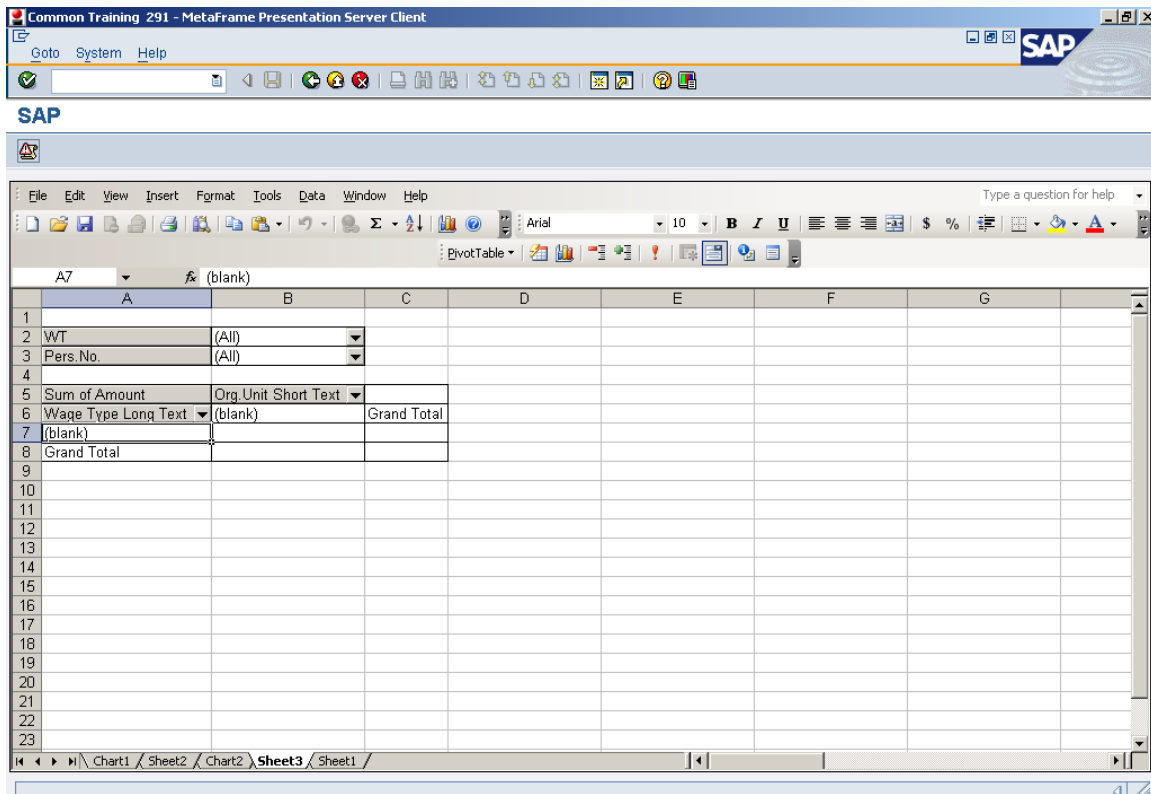 Common Training 291 - MetaFrame Presentation Server Client
Goto System Help
SAP
SAP
File Edit View Insert Format Tools Data Window Help Type a question for help
Arial 10 B I U $ %
PivotTable
A7 fx (blank)
A B C D E F G
1
2 WT (All)
3 Pers.No. (All)
4
5 Sum of Amount Org.Unit Short Text
6 Wage Type Long Text (blank) Grand Total
7 (blank)
8 Grand Total
9
10
11
12
13
14
15
16
17
18
19
20
21
22
23
Chart1 Sheet2 Chart2 Sheet3 Sheet1